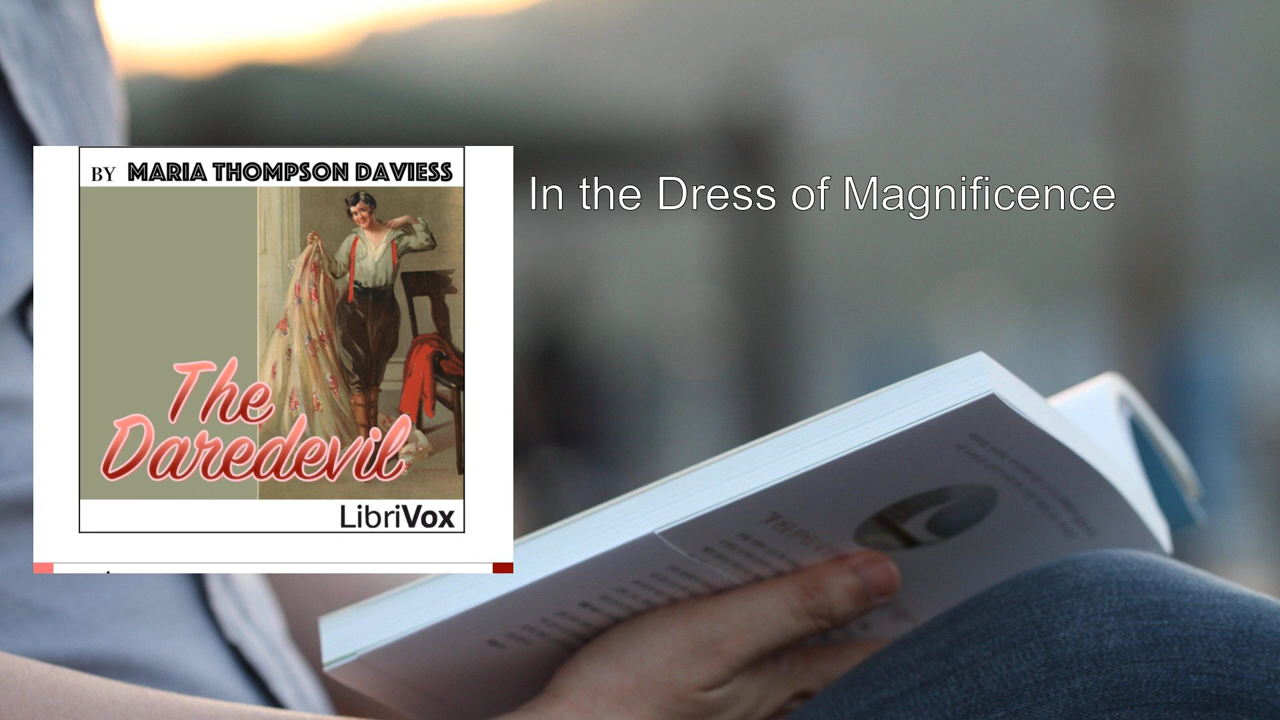 BY MARIA THOMPSON DAVIESS
In the Dress of Magnificence
The
Daredevil
LibriVox